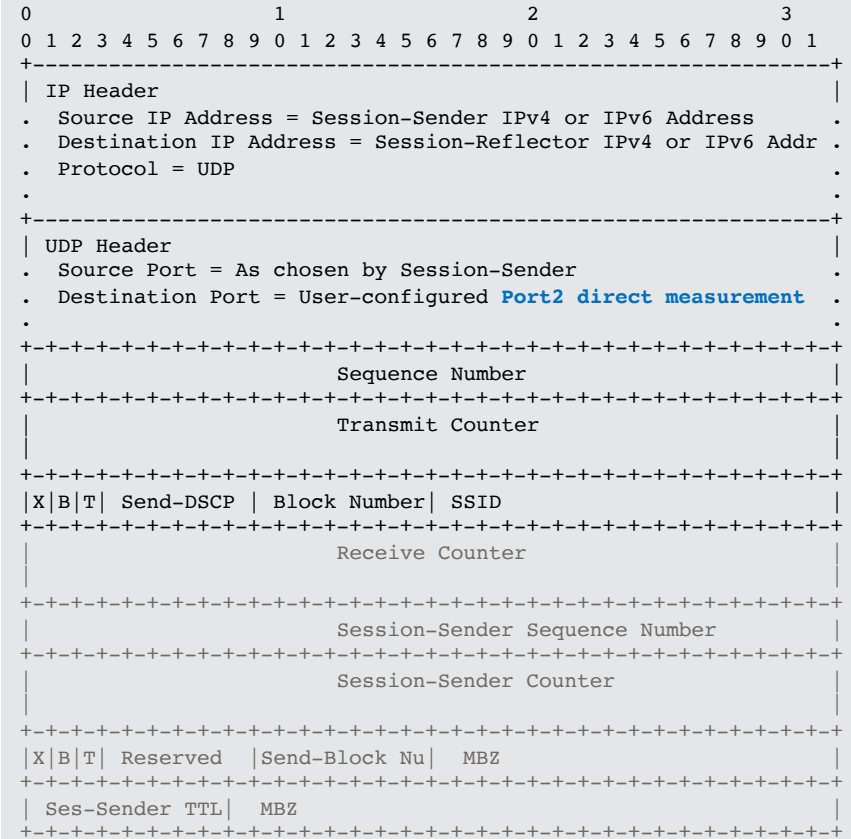 0                   1                   2                   3
0 1 2 3 4 5 6 7 8 9 0 1 2 3 4 5 6 7 8 9 0 1 2 3 4 5 6 7 8 9 0 1
+---------------------------------------------------------------+
| IP Header                                                     |
.  Source IP Address = Session-Sender IPv4 or IPv6 Address      .
.  Destination IP Address = Session-Reflector IPv4 or IPv6 Addr .
.  Protocol = UDP                                               .
.                                                               .
+---------------------------------------------------------------+
| UDP Header                                                    |
.  Source Port = As chosen by Session-Sender                    .
.  Destination Port = User-configured Port2 direct measurement  .
.                                                               .
+-+-+-+-+-+-+-+-+-+-+-+-+-+-+-+-+-+-+-+-+-+-+-+-+-+-+-+-+-+-+-+-+
|                        Sequence Number                        |
+-+-+-+-+-+-+-+-+-+-+-+-+-+-+-+-+-+-+-+-+-+-+-+-+-+-+-+-+-+-+-+-+
|                        Transmit Counter                       |
|                                                               |
+-+-+-+-+-+-+-+-+-+-+-+-+-+-+-+-+-+-+-+-+-+-+-+-+-+-+-+-+-+-+-+-+
|X|B|T| Send-DSCP | Block Number| SSID                          |
+-+-+-+-+-+-+-+-+-+-+-+-+-+-+-+-+-+-+-+-+-+-+-+-+-+-+-+-+-+-+-+-+
|                        Receive Counter                        |
|                                                               |
+-+-+-+-+-+-+-+-+-+-+-+-+-+-+-+-+-+-+-+-+-+-+-+-+-+-+-+-+-+-+-+-+
|                        Session-Sender Sequence Number         |
+-+-+-+-+-+-+-+-+-+-+-+-+-+-+-+-+-+-+-+-+-+-+-+-+-+-+-+-+-+-+-+-+
|                        Session-Sender Counter                 |
|                                                               |
+-+-+-+-+-+-+-+-+-+-+-+-+-+-+-+-+-+-+-+-+-+-+-+-+-+-+-+-+-+-+-+-+
|X|B|T| Reserved  |Send-Block Nu|  MBZ                          |
+-+-+-+-+-+-+-+-+-+-+-+-+-+-+-+-+-+-+-+-+-+-+-+-+-+-+-+-+-+-+-+-+
| Ses-Sender TTL|  MBZ                                          |
+-+-+-+-+-+-+-+-+-+-+-+-+-+-+-+-+-+-+-+-+-+-+-+-+-+-+-+-+-+-+-+-+